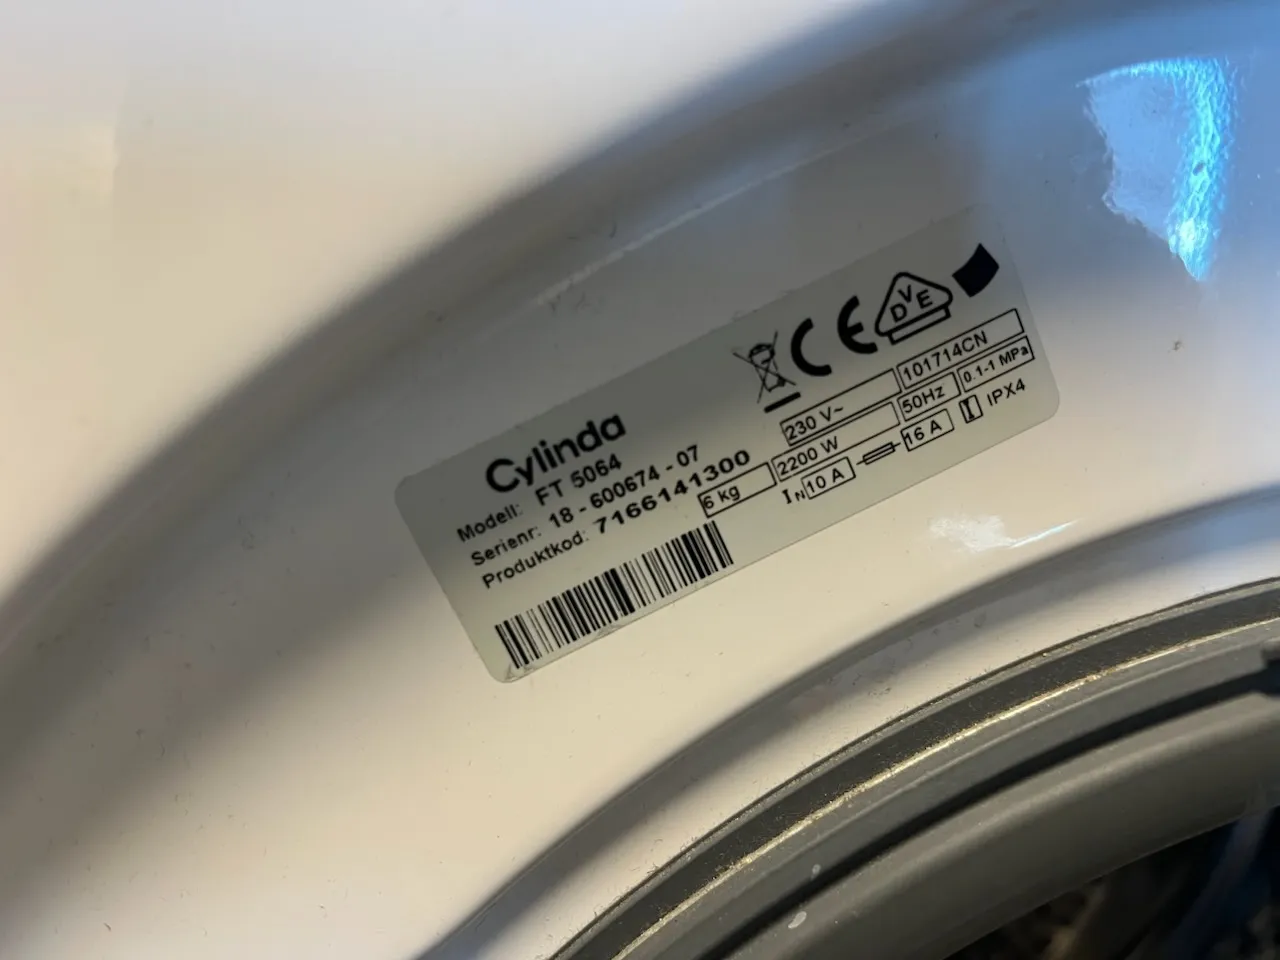 Cylinda
Modell: FT 5064
Serienr: 18 - 600674 - 07
Produktkod: 7166141300
6 kg
CE
DVE
230 V~
101714CN
2200 W
50Hz
0.1-1 MPa
IN 10 A
16 A
IPX4